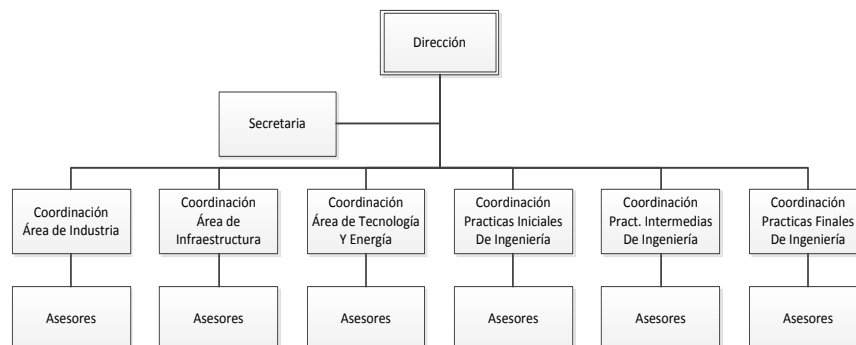 Dirección
Secretaria
Coordinación
Área de Industria
Coordinación
Área de
Infraestructura
Coordinación
Área de Tecnología
Y Energía
Coordinación
Practicas Iniciales
De Ingeniería
Coordinación
Pract. Intermedias
De Ingeniería
Coordinación
Practicas Finales
De Ingeniería
Asesores
Asesores
Asesores
Asesores
Asesores
Asesores